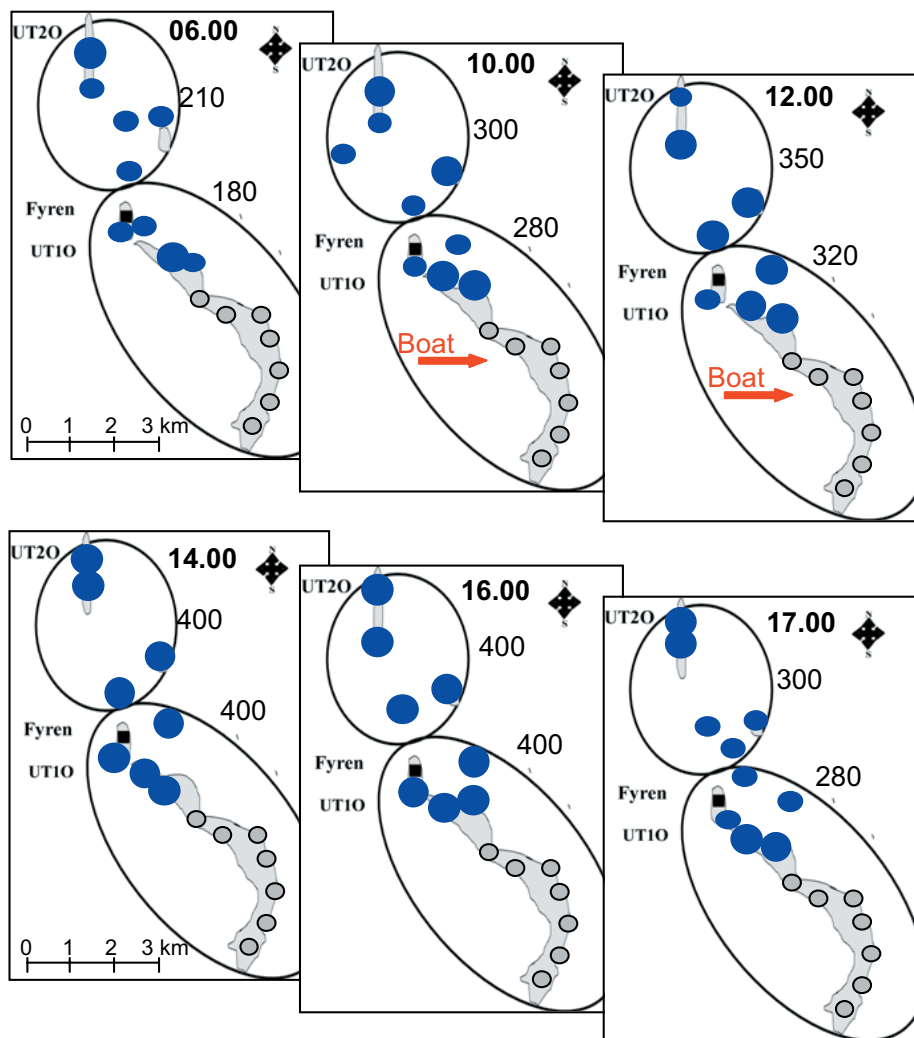 UT2O
06.00
N
S
210
180
Fyren
UT1O
0 1 2 3 km
UT2O
10.00
N
S
300
280
Fyren
UT1O
Boat
UT2O
12.00
N
S
350
320
Fyren
UT1O
Boat
UT2O
14.00
N
S
400
400
Fyren
UT1O
0 1 2 3 km
UT2O
16.00
N
S
400
400
Fyren
UT1O
UT2O
17.00
N
S
300
280
Fyren
UT1O